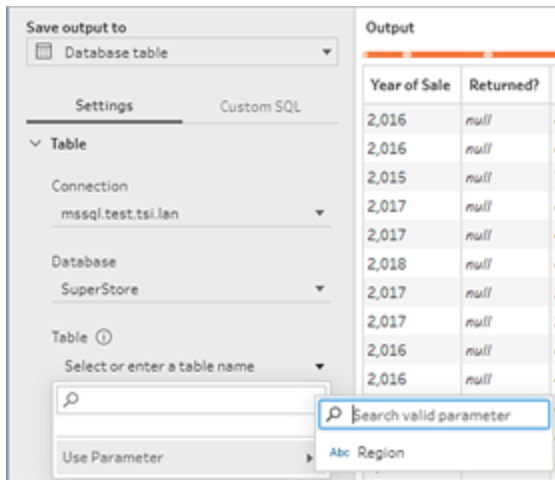 Save output to
Database table
Settings Custom SQL
Table
Connection
mssql.test.tsi.lan
Database
SuperStore
Table
Select or enter a table name
Use Parameter
Output
Year of Sale Returned?
2,016 null
2,016 null
2,015 null
2,017 null
2,017 null
2,018 null
2,017 null
2,017 null
2,016 null
2,016 null
Search valid parameter
Abc Region